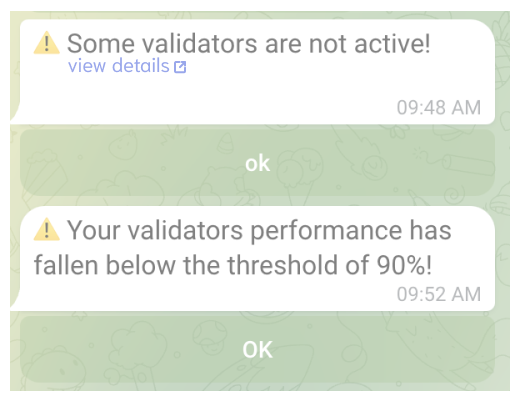 ⚠️ Some validators are not active!
view details
09:48 AM
ok
⚠️ Your validators performance has
fallen below the threshold of 90%!
09:52 AM
OK